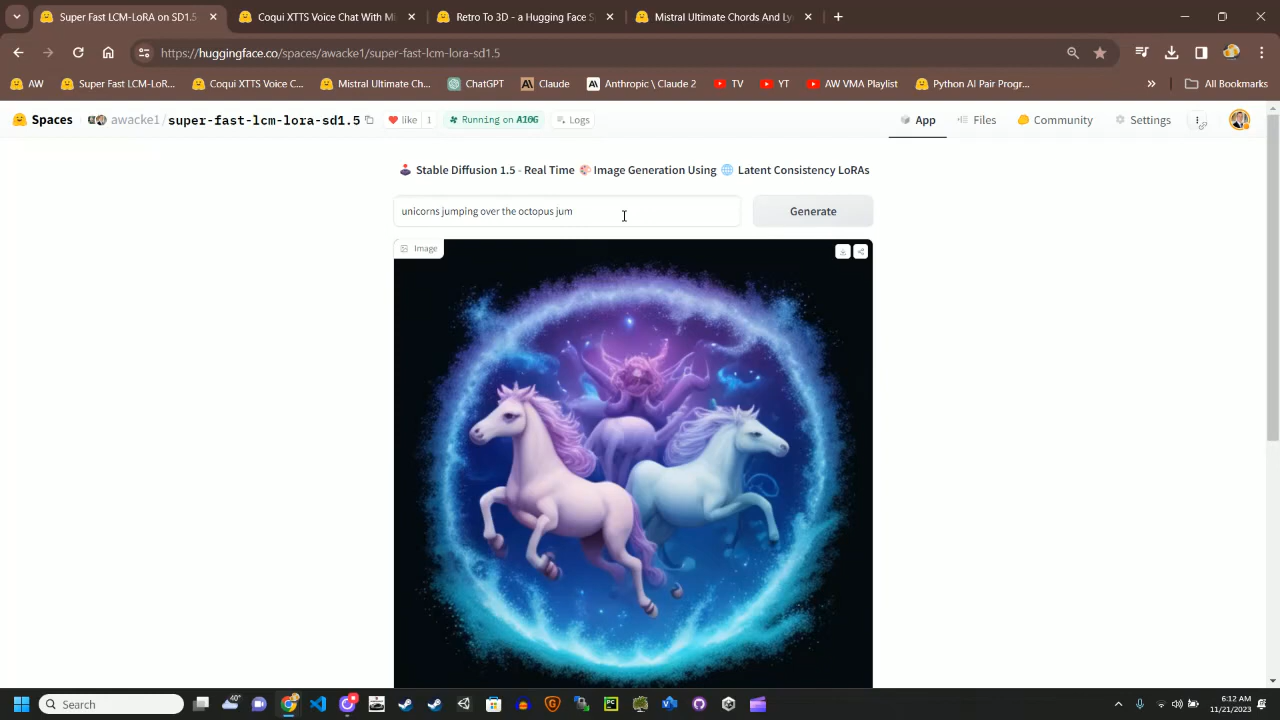 Super Fast LCM-LoRA on SD1.5
Coqui XTTS Voice Chat With Mi
Retro To 3D - a Hugging Face S
Mistral Ultimate Chords And Ly
https://huggingface.co/spaces/awacke1/super-fast-lcm-lora-sd1.5
AW
Super Fast LCM-LoR...
Coqui XTTS Voice C...
Mistral Ultimate Ch...
ChatGPT
Claude
Anthropic \ Claude 2
TV
YT
AW VMA Playlist
Python AI Pair Progr...
All Bookmarks
Spaces
awacke1/super-fast-lcm-lora-sd1.5
like 1
Running on A10G
Logs
App
Files
Community
Settings
Stable Diffusion 1.5 - Real Time Image Generation Using Latent Consistency LoRAs
unicorns jumping over the octopus jum
Generate
Image
Search
40°
6:12 AM
11/21/2023